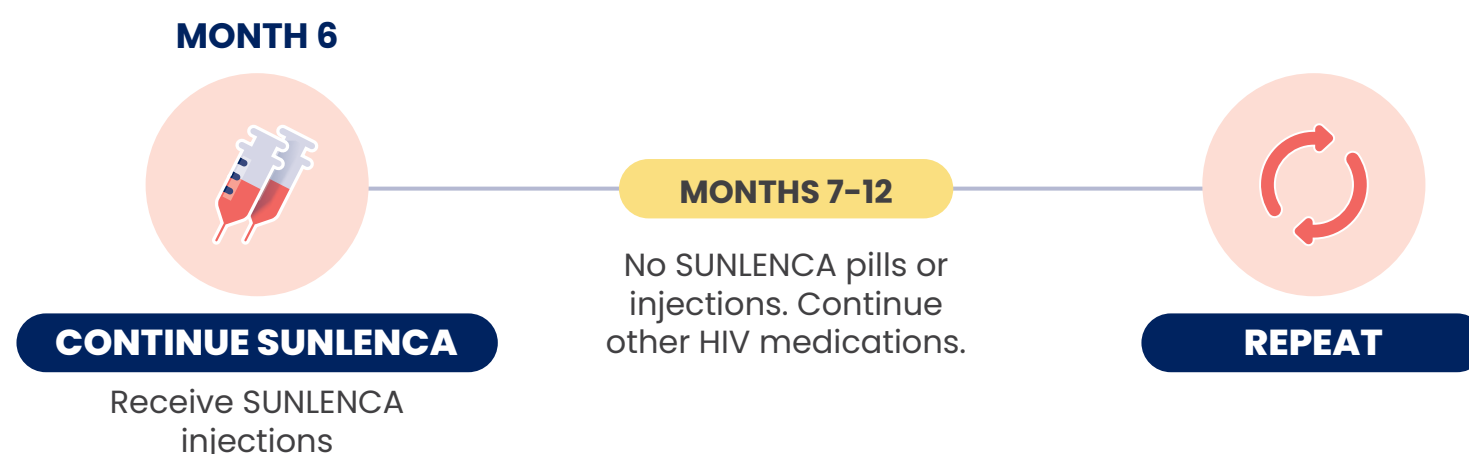 MONTH 6
CONTINUE SUNLENCA
Receive SUNLENCA
injections
MONTHS 7-12
No SUNLENCA pills or
injections. Continue
other HIV medications.
REPEAT